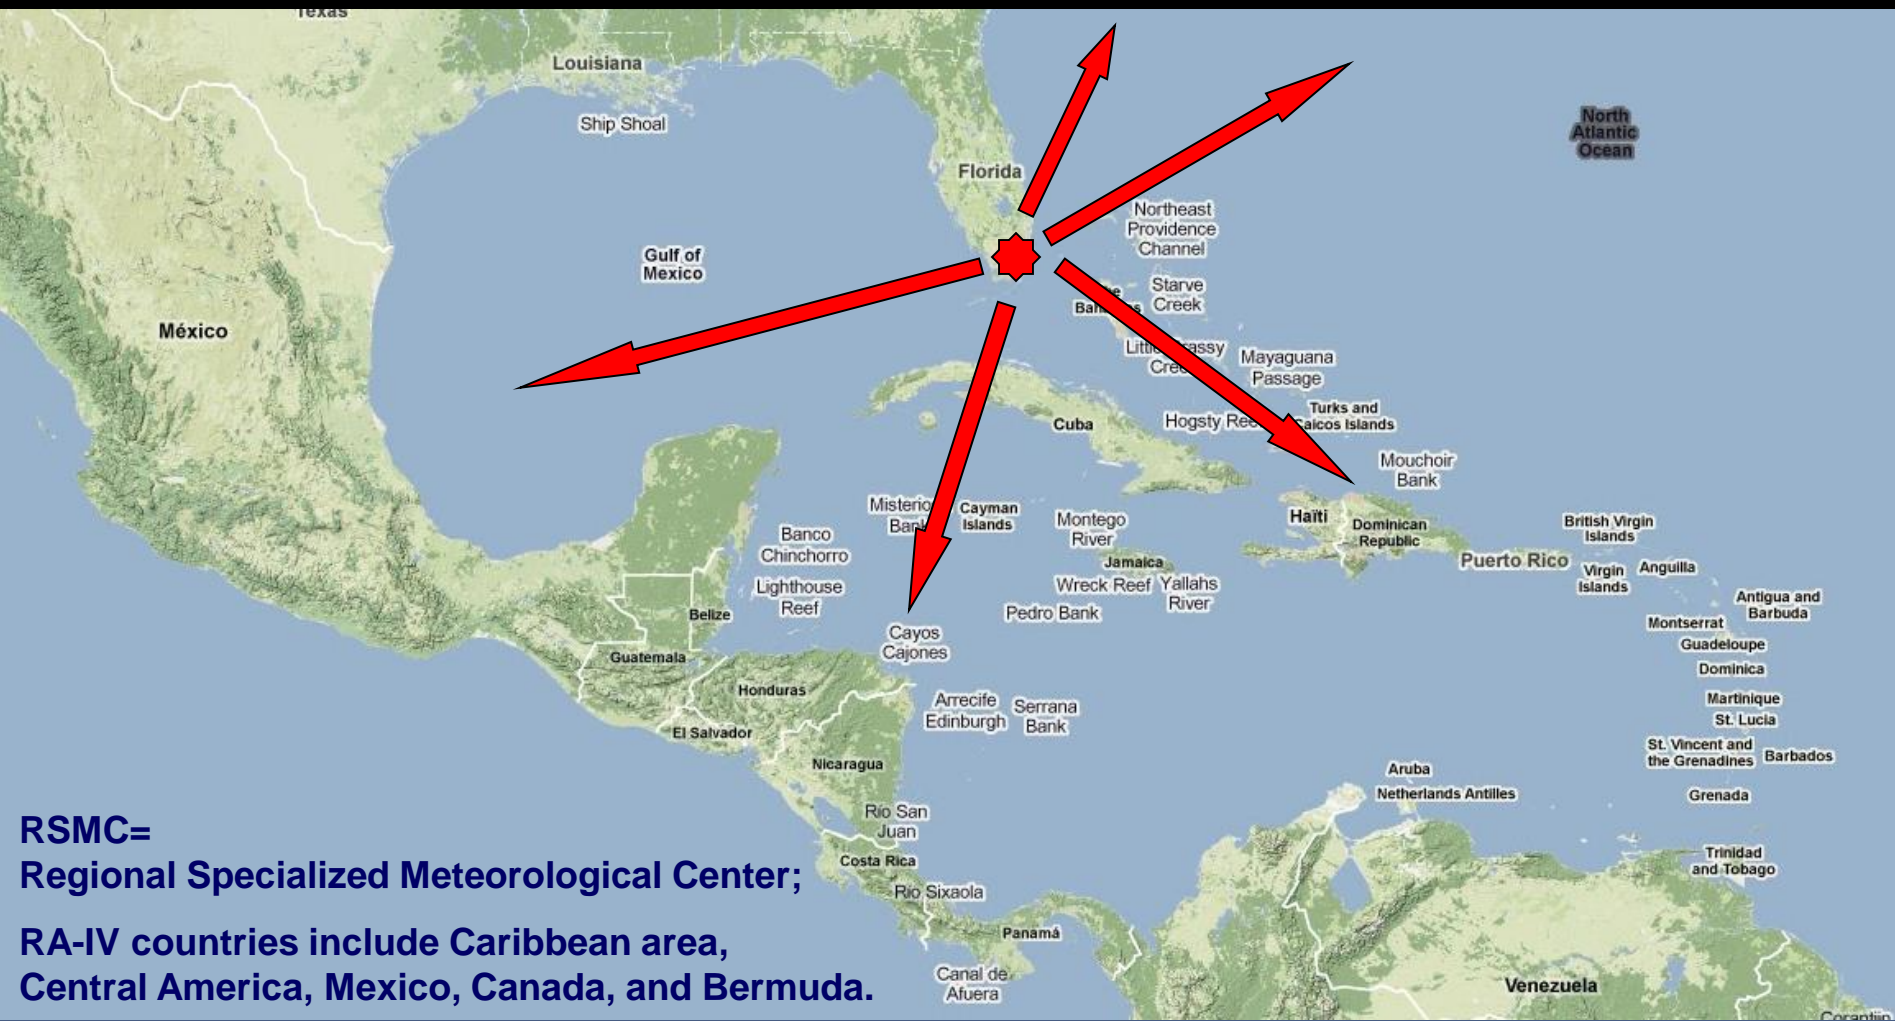 Texas
Louisiana
Ship Shoal
North
Atlantic
Ocean
Florida
Northeast
Providence
Channel
Gulf of
Mexico
Starve
Creek
México
Mayaguana
Passage
Turks and
Caicos Islands
Cuba
Mouchoir
Bank
Cayman
Islands
Montego
River
Haïti
Dominican
Republic
British Virgin
Islands
Banco
Chinchorro
Jamaica
Puerto Rico
Virgin
Islands
Anguilla
Lighthouse
Reef
Wreck Reef
Yallahs
River
Antigua and
Barbuda
Belize
Pedro Bank
Montserrat
Cayos
Cajones
Guadeloupe
Guatemala
Dominica
Honduras
Arrecife
Edinburgh
Serrana
Bank
Martinique
St. Lucia
El Salvador
St. Vincent and
the Grenadines
Barbados
Nicaragua
Aruba
Netherlands Antilles
Grenada
Río San
Juan
Costa Rica
Trinidad
and Tobago
Río Sixaola
Panamá
Canal de
Afuera
Venezuela
RSMC=
Regional Specialized Meteorological Center;
RA-IV countries include Caribbean area,
Central America, Mexico, Canada, and Bermuda.